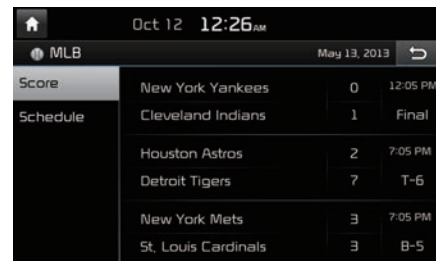 Oct 12 12:26 AM
MLB May 13, 2013
Score
Schedule
New York Yankees 0 12:05 PM
Cleveland Indians 1 Final
Houston Astros 2 7:05 PM
Detroit Tigers 7 T-6
New York Mets 3 7:05 PM
St. Louis Cardinals 3 B-5